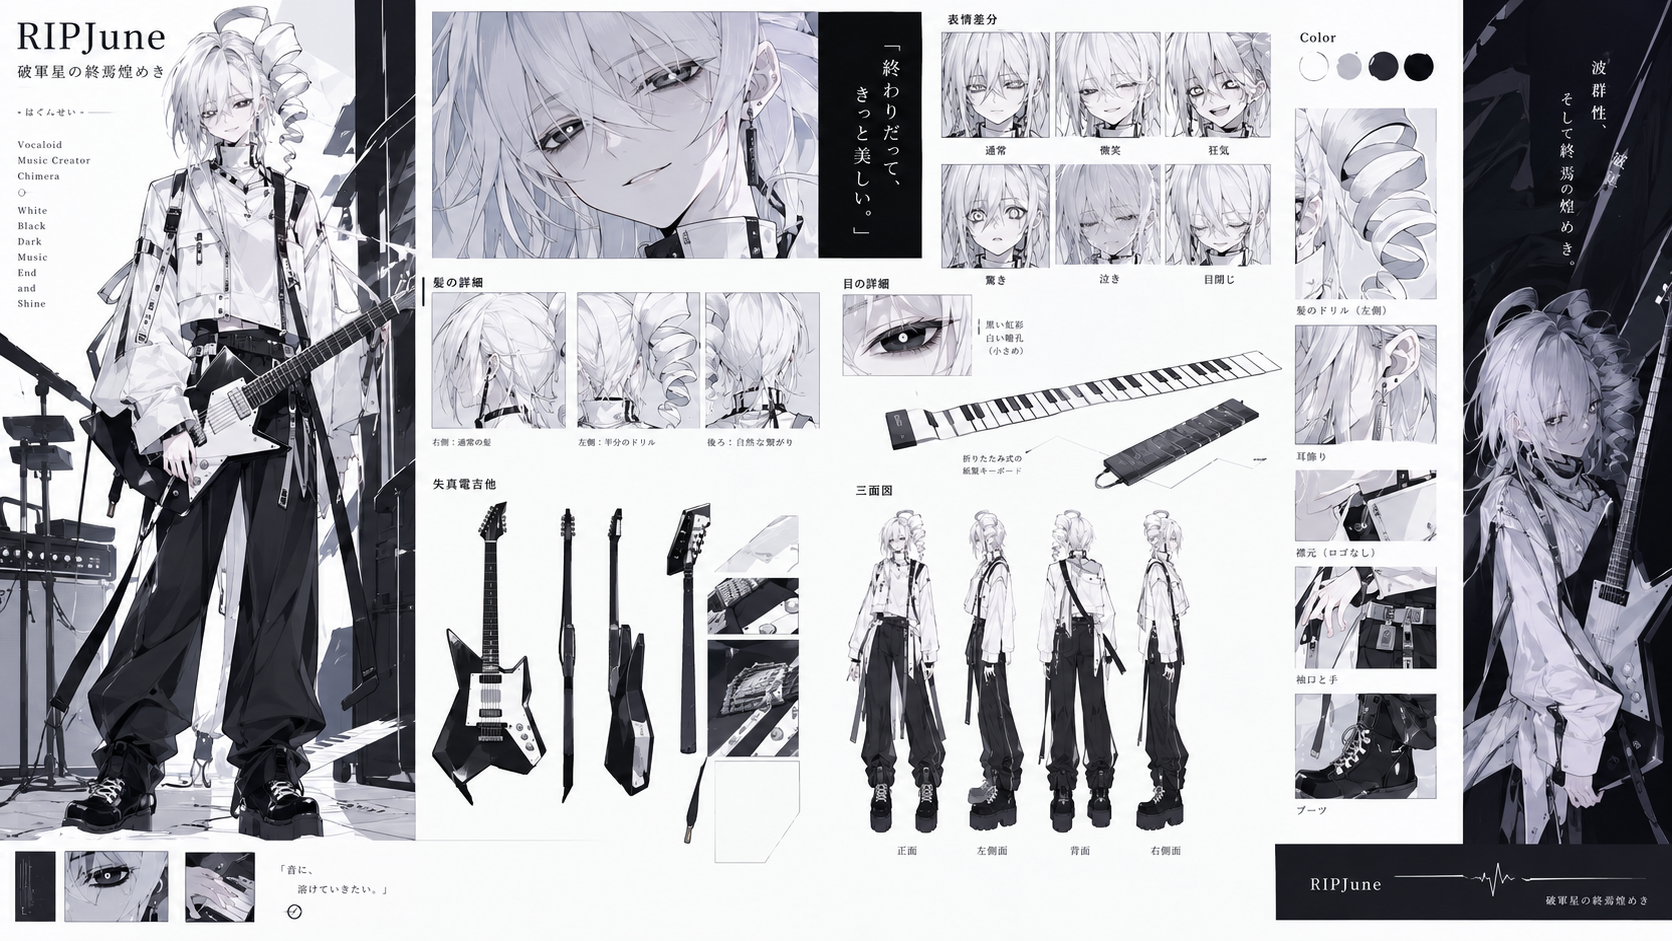 RIPJune
破軍星の終焉煌めき
- はぐんせい -
Vocaloid
Music Creator
Chimera
White
Black
Dark
Music
End
and
Shine
「終わりだって、
きっと美しい。」
表情差分
通常
微笑
狂気
驚き
泣き
目閉じ
Color
髪の詳細
右側：通常の髪
左側：半分のドリル
後ろ：自然な繋がり
目の詳細
黒い虹彩
白い瞳孔
（小さめ）
折りたたみ式の
紙製キーボード
失真電吉他
三面図
正面
左側面
背面
右側面
髪のドリル（左側）
耳飾り
襟元（ロゴなし）
袖口と手
ブーツ
波群性、
そして終焉の煌めき。
「音に、
溶けていきたい。」
RIPJune
破軍星の終焉煌めき